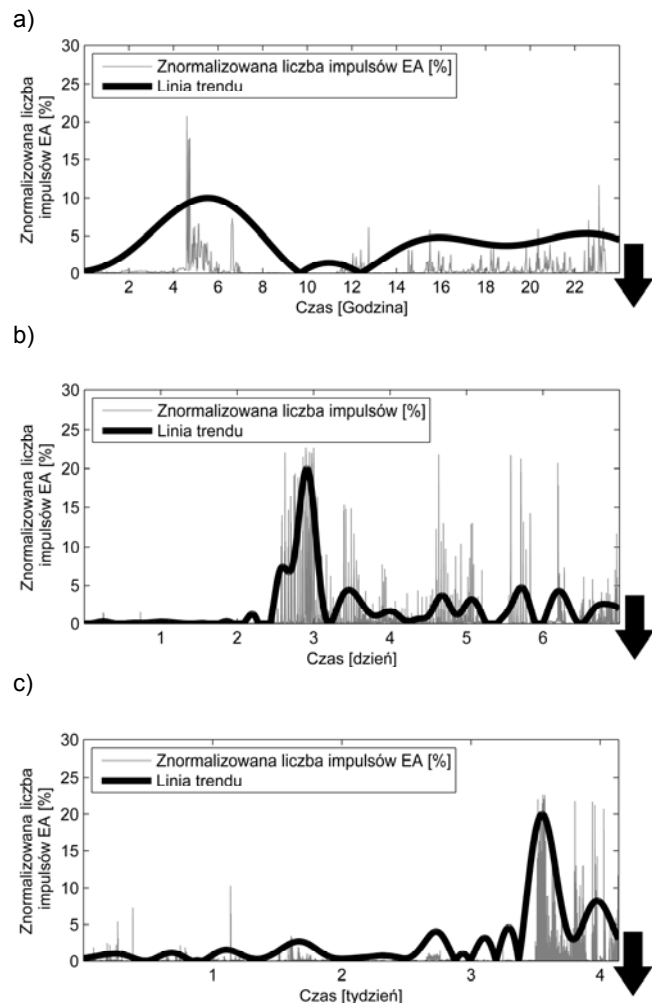 a)
30
25
20
15
10
5
0
Znormalizowana liczba
impulsów EA [%]
Znormalizowana liczba impulsów EA [%]
Linia trendu
2 4 6 8 10 12 14 16 18 20 22
Czas [Godzina]
b)
30
25
20
15
10
5
0
Znormalizowana liczba
impulsów EA [%]
Znormalizowana liczba impulsów [%]
Linia trendu
1 2 3 4 5 6
Czas [dzień]
c)
30
25
20
15
10
5
0
Znormalizowana liczba
impulsów EA [%]
Znormalizowana liczba impulsów EA [%]
Linia trendu
1 2 3 4
Czas [tydzień]